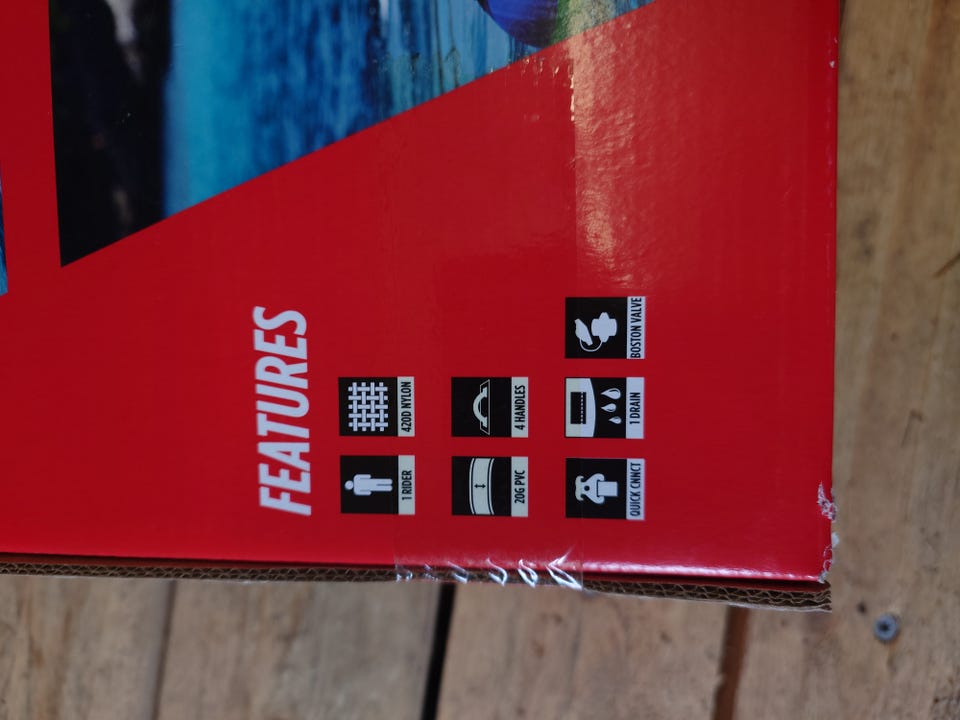 FEATURES
1 RIDER
420D NYLON
20G PVC
4 HANDLES
QUICK CNNCT
1 DRAIN
BOSTON VALVE